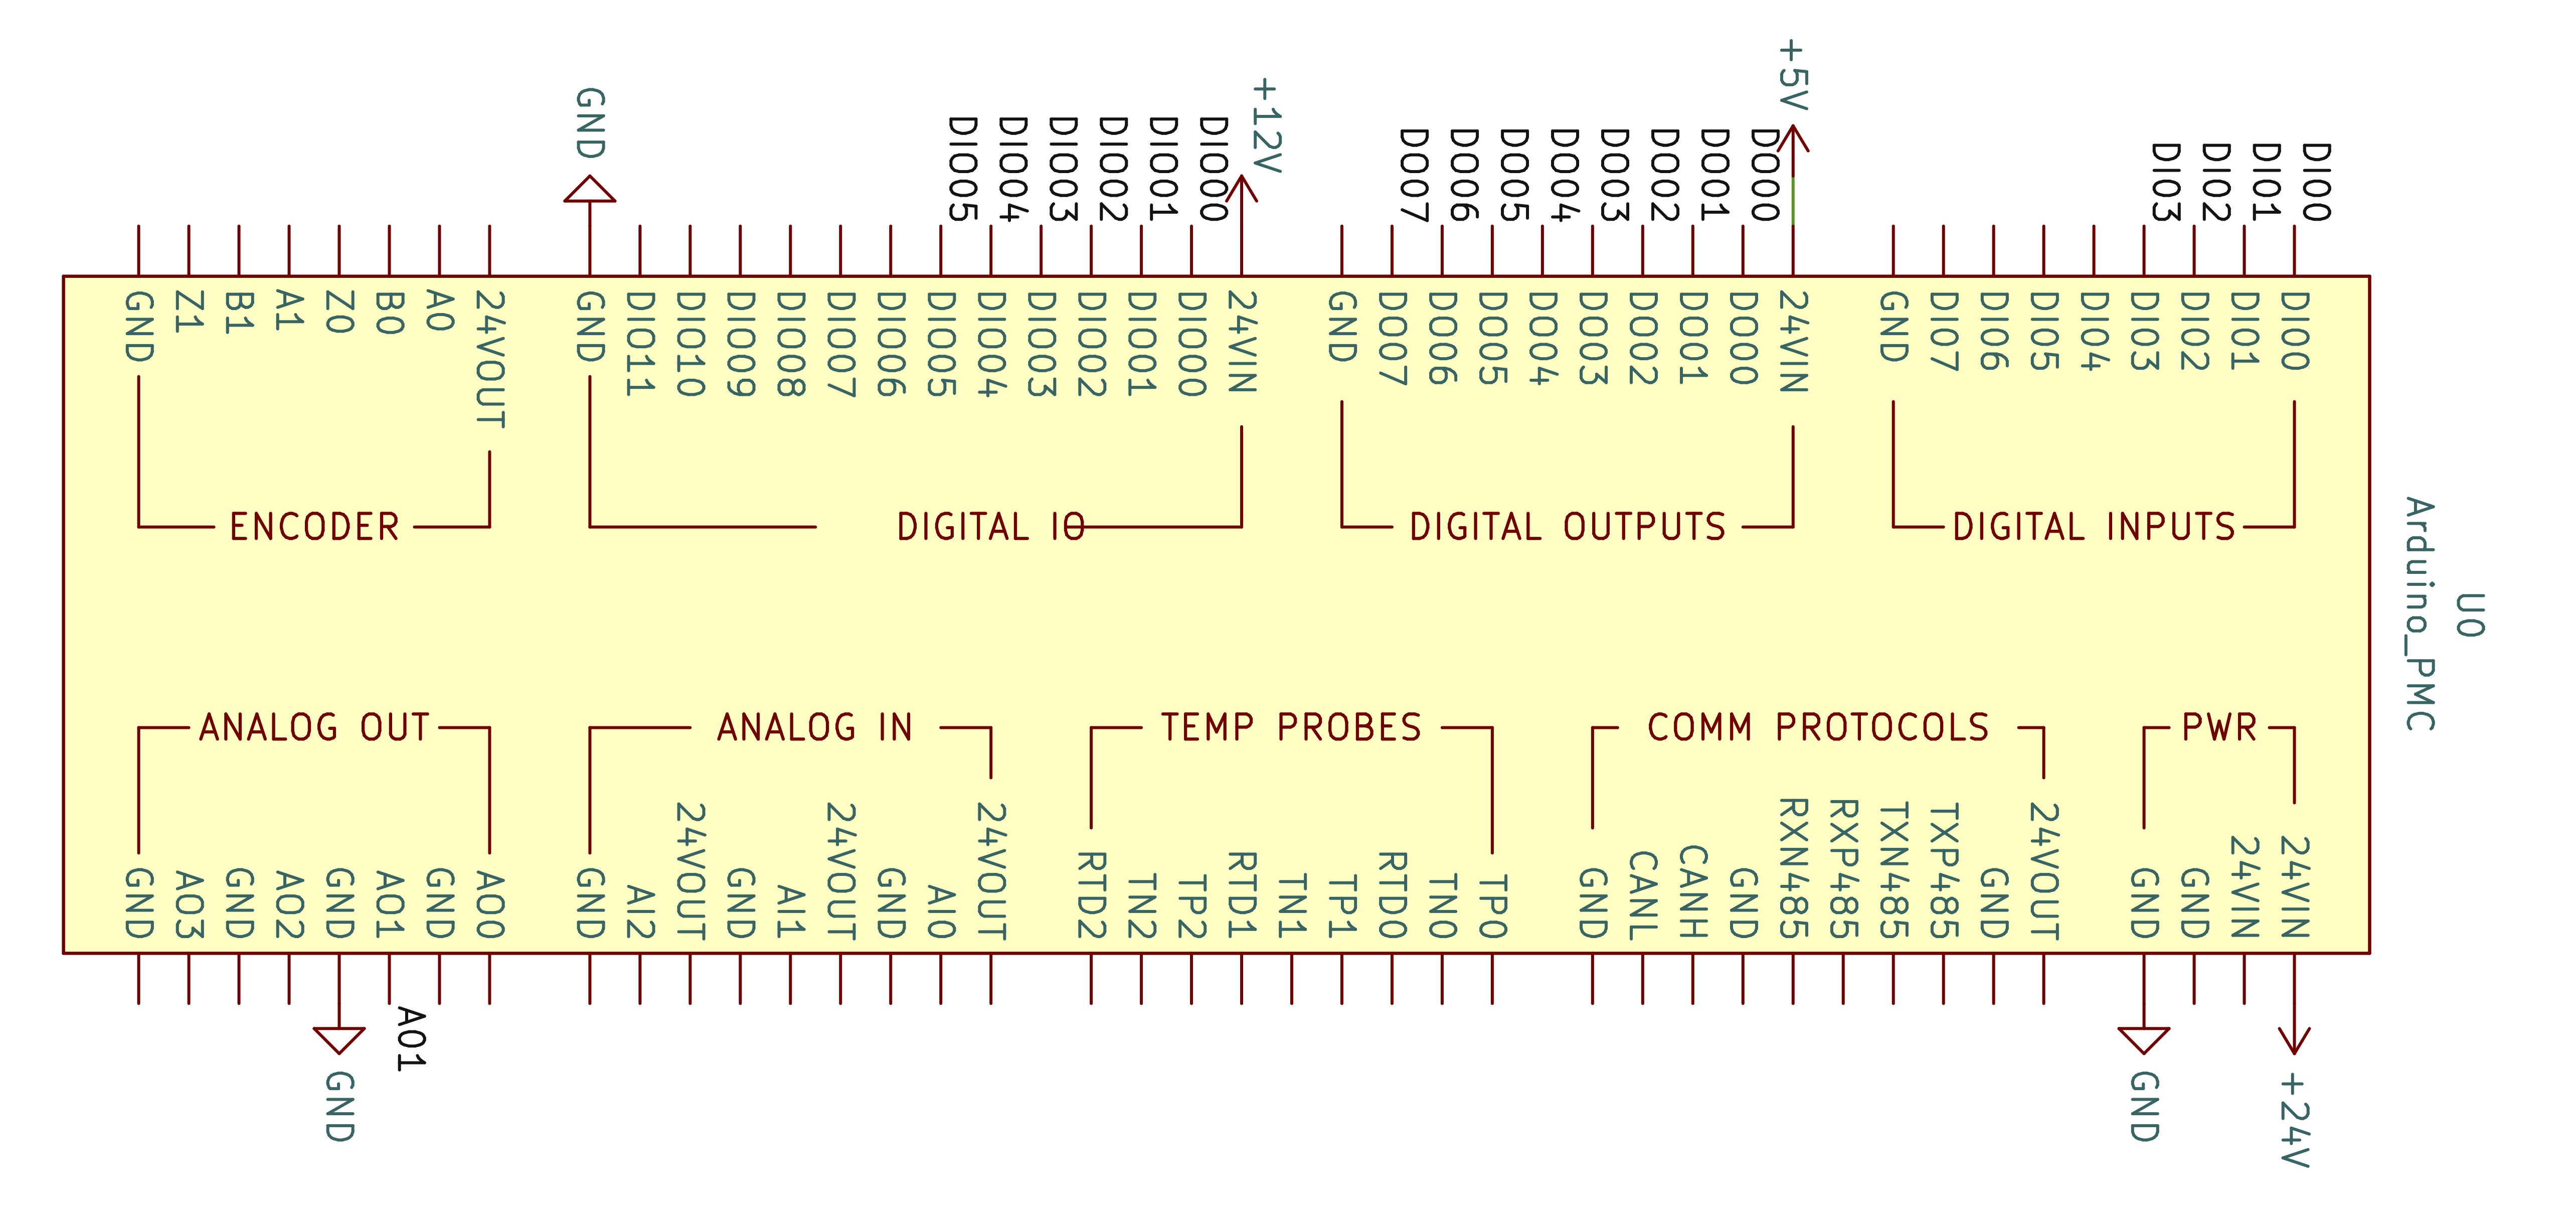 GND
DIO05
DIO04
DIO03
DIO02
DIO01
DIO00
+12V
DO07
DO06
DO05
DO04
DO03
DO02
DO01
DO00
+5V
DI03
DI02
DI01
DI00
GND
Z1
B1
A1
Z0
B0
A0
24VOUT
GND
DIO11
DIO10
DIO09
DIO08
DIO07
DIO06
DIO05
DIO04
DIO03
DIO02
DIO01
DIO00
24VIN
GND
DO07
DO06
DO05
DO04
DO03
DO02
DO01
DO00
24VIN
GND
DI07
DI06
DI05
DI04
DI03
DI02
DI01
DI00
ENCODER
DIGITAL IO
DIGITAL OUTPUTS
DIGITAL INPUTS
U0
Arduino_PMC
ANALOG OUT
ANALOG IN
TEMP PROBES
COMM PROTOCOLS
PWR
GND
AO3
GND
AO2
GND
AO1
GND
AO0
GND
AI2
24VOUT
GND
AI1
24VOUT
GND
AI0
24VOUT
RTD2
TN2
TP2
RTD1
TN1
TP1
RTD0
TN0
TP0
GND
CANL
CANH
GND
RXN485
RXP485
TXN485
TXP485
GND
24VOUT
GND
GND
24VIN
24VIN
GND
AO1
GND
+24V